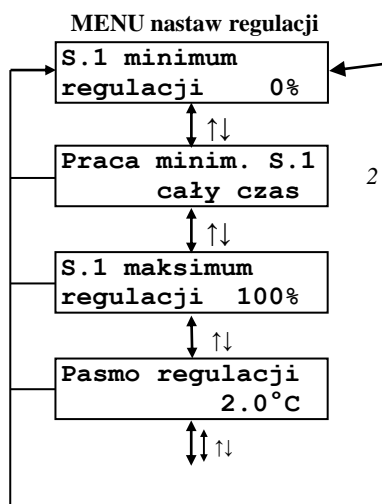 MENU nastaw regulacji
S.1 minimum
regulacji 0%
↑↓
Praca minim. S.1
cały czas
2
↑↓
S.1 maksimum
regulacji 100%
↑↓
Pasmo regulacji
2.0°C
↑↓